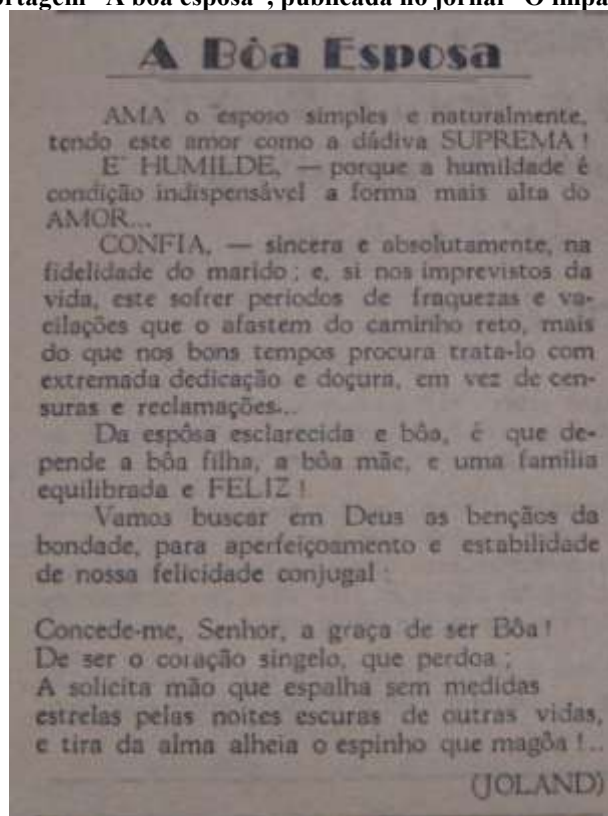 ortagem "A boa esposa", publicada no jornal "O Impa
A Bôa Esposa
AMA o esposo simples e naturalmente,
tendo este amor como a dádiva SUPREMA !
E' HUMILDE, — porque a humildade é
condição indispensável a forma mais alta do
AMOR...
CONFIA, — sincera e absolutamente, na
fidelidade do marido ; e, si nos imprevistos da
vida, este sofrer periodos de fraquezas e va-
cilações que o afastem do caminho reto, mais
do que nos bons tempos procura trata-lo com
extremada dedicação e doçura, em vez de cen-
suras e reclamações...
Da espôsa esclarecida e bôa, é que de-
pende a bôa filha, a bôa mãe, e uma família
equilibrada e FELIZ !
Vamos buscar em Deus as bençãos da
bondade, para aperfeiçoamento e estabilidade
de nossa felicidade conjugal :
Concede-me, Senhor, a graça de ser Bôa !
De ser o coração singelo, que perdoa ;
A solicita mão que espalha sem medidas
estrelas pelas noites escuras de outras vidas,
e tira da alma alheia o espinho que magôa !...
(JOLAND)